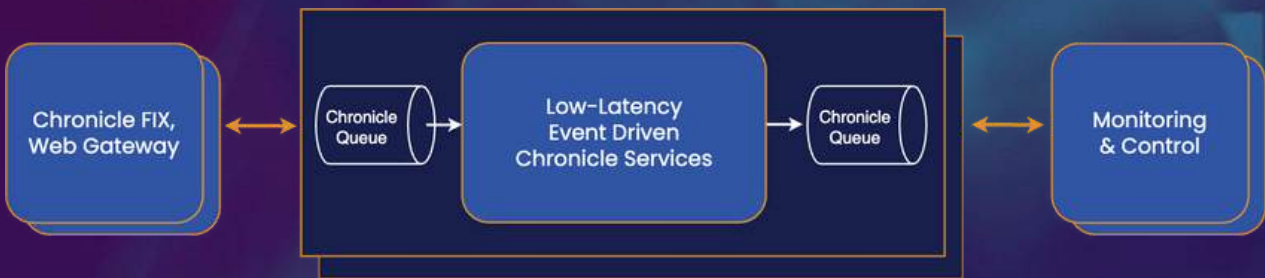 Chronicle FIX,
Web Gateway
Chronicle
Queue
Low-Latency
Event Driven
Chronicle Services
Chronicle
Queue
Monitoring
& Control